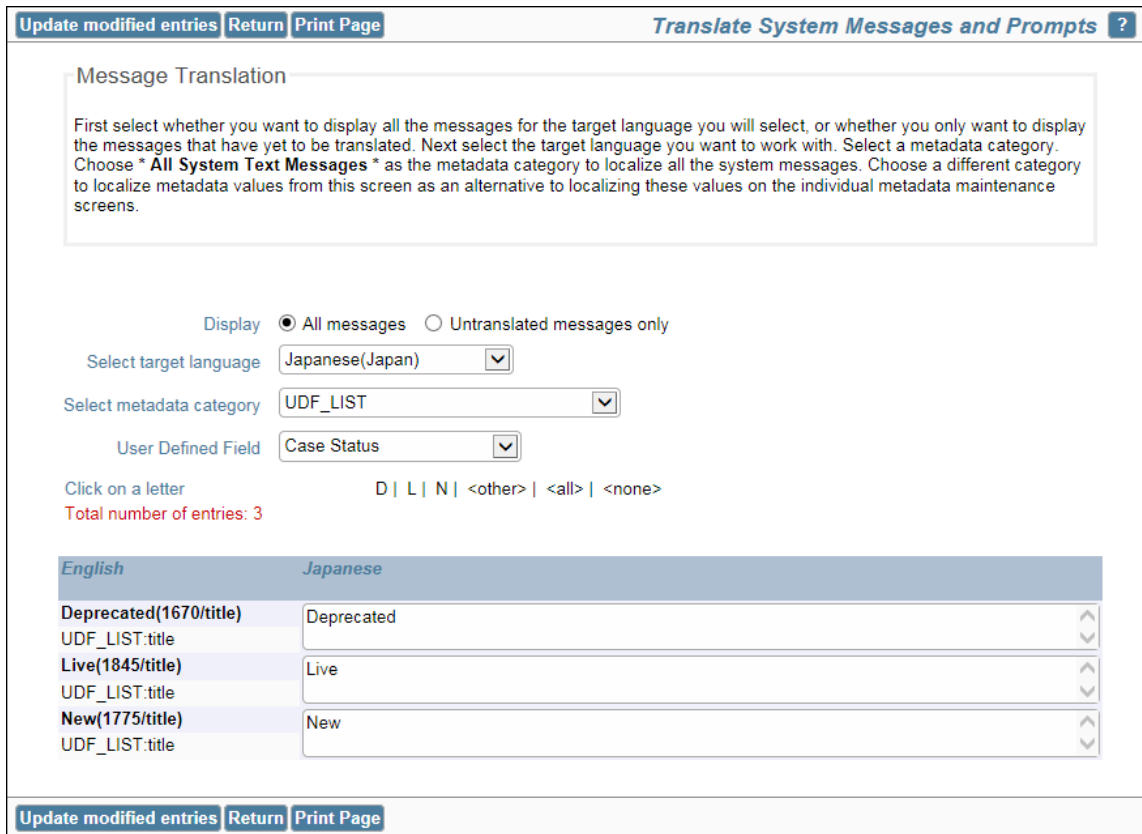 Update modified entries Return Print Page Translate System Messages and Prompts ?
Message Translation
First select whether you want to display all the messages for the target language you will select, or whether you only want to display
the messages that have yet to be translated. Next select the target language you want to work with. Select a metadata category.
Choose * All System Text Messages * as the metadata category to localize all the system messages. Choose a different category
to localize metadata values from this screen as an alternative to localizing these values on the individual metadata maintenance
screens.
Display All messages Untranslated messages only
Select target language Japanese(Japan)
Select metadata category UDF_LIST
User Defined Field Case Status
Click on a letter D | L | N | <other> | <all> | <none>
Total number of entries: 3
English Japanese
Deprecated(1670/title) Deprecated
UDF_LIST:title
Live(1845/title) Live
UDF_LIST:title
New(1775/title) New
UDF_LIST:title
Update modified entries Return Print Page